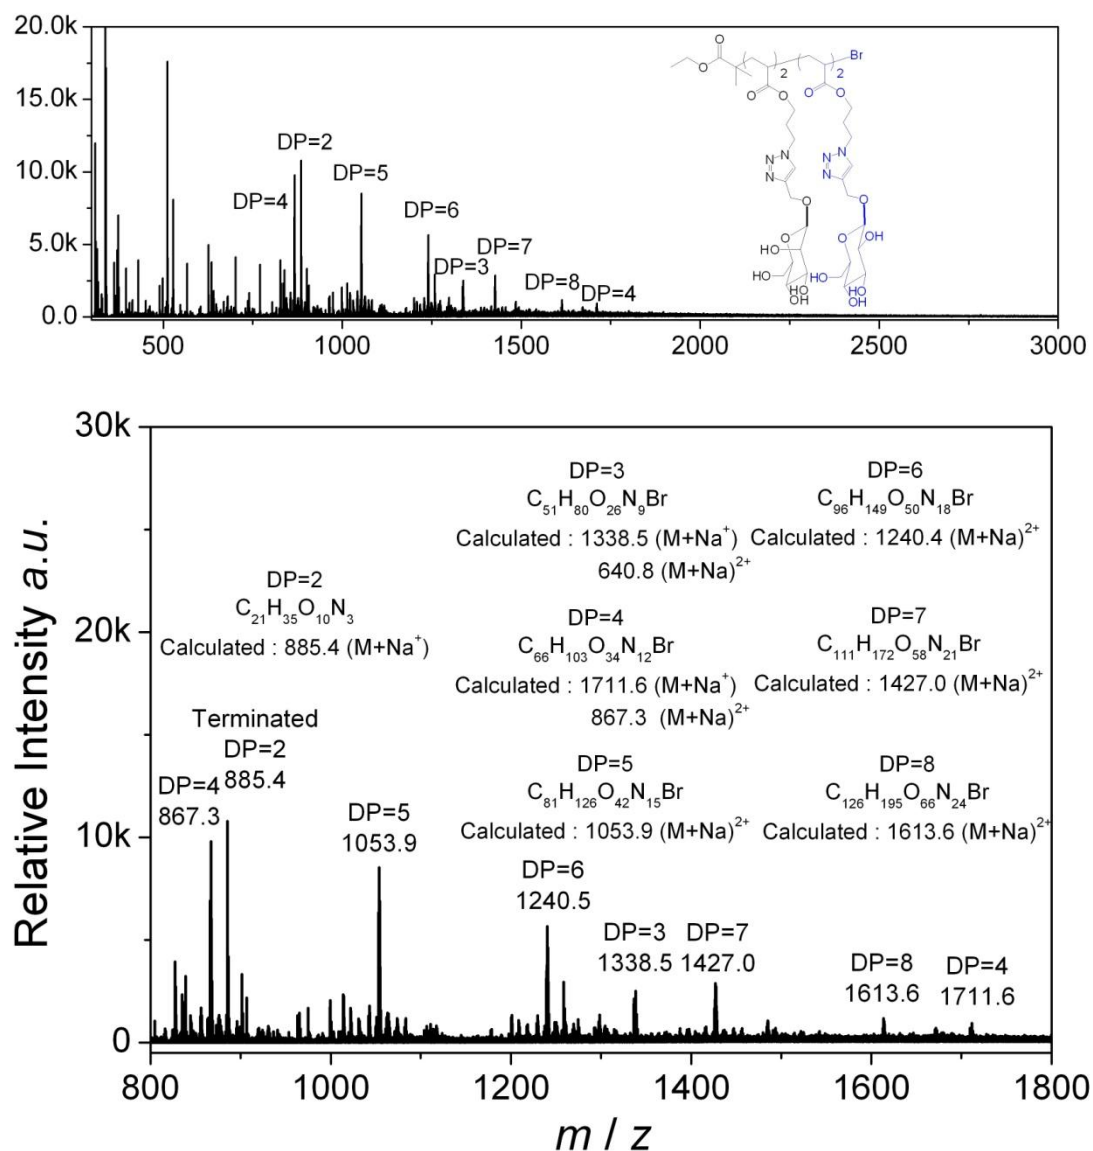 20.0k
15.0k
10.0k
5.0k
0.0
500
1000
1500
2000
2500
3000
DP=4
DP=2
DP=5
DP=6
DP=3
DP=7
DP=8
DP=4
O
O
2
2
Br
O
O
O
O
N
N
N
N
N
N
O
O
O
HO
HO
HO
OH
O
OH
HO
HO
HO
OH
Relative Intensity a.u.
30k
20k
10k
0
800
1000
1200
1400
1600
1800
m / z
DP=2
C21H35O10N3
Calculated : 885.4 (M+Na+)
DP=3
C51H80O26N9Br
Calculated : 1338.5 (M+Na+)
640.8 (M+Na)2+
DP=4
C66H103O34N12Br
Calculated : 1711.6 (M+Na+)
867.3 (M+Na)2+
DP=5
C81H126O42N15Br
Calculated : 1053.9 (M+Na)2+
DP=6
C96H149O50N18Br
Calculated : 1240.4 (M+Na)2+
DP=7
C111H172O58N21Br
Calculated : 1427.0 (M+Na)2+
DP=8
C126H195O66N24Br
Calculated : 1613.6 (M+Na)2+
DP=4
867.3
Terminated
DP=2
885.4
DP=5
1053.9
DP=6
1240.5
DP=3
1338.5
DP=7
1427.0
DP=8
1613.6
DP=4
1711.6